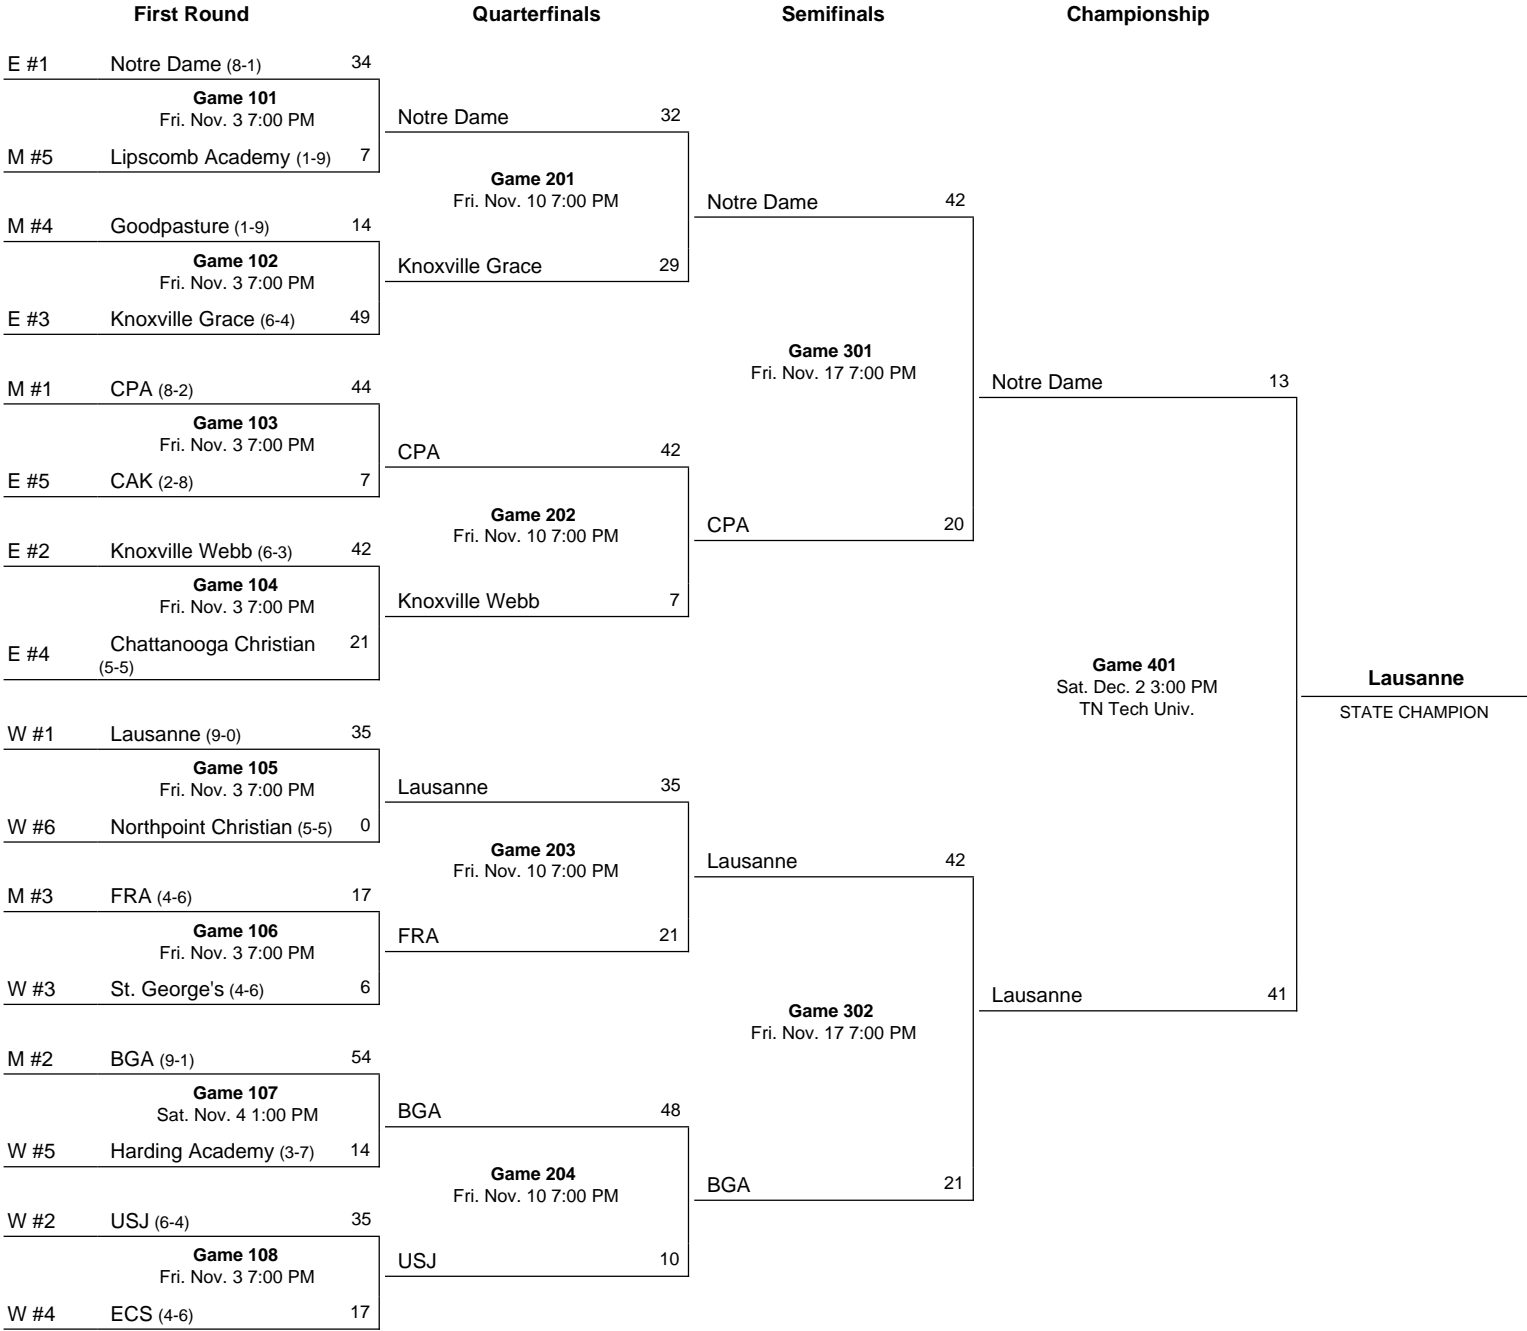 First Round Quarterfinals Semifinals Championship
E #1 Notre Dame (8-1) 34
Game 101
Fri. Nov. 3 7:00 PM
M #5 Lipscomb Academy (1-9) 7
M #4 Goodpasture (1-9) 14
Game 102
Fri. Nov. 3 7:00 PM
E #3 Knoxville Grace (6-4) 49
M #1 CPA (8-2) 44
Game 103
Fri. Nov. 3 7:00 PM
E #5 CAK (2-8) 7
E #2 Knoxville Webb (6-3) 42
Game 104
Fri. Nov. 3 7:00 PM
E #4 Chattanooga Christian 21
(5-5)
W #1 Lausanne (9-0) 35
Game 105
Fri. Nov. 3 7:00 PM
W #6 Northpoint Christian (5-5) 0
M #3 FRA (4-6) 17
Game 106
Fri. Nov. 3 7:00 PM
W #3 St. George's (4-6) 6
M #2 BGA (9-1) 54
Game 107
Sat. Nov. 4 1:00 PM
W #5 Harding Academy (3-7) 14
W #2 USJ (6-4) 35
Game 108
Fri. Nov. 3 7:00 PM
W #4 ECS (4-6) 17
Notre Dame 32
Game 201
Fri. Nov. 10 7:00 PM
Knoxville Grace 29
CPA 42
Game 202
Fri. Nov. 10 7:00 PM
Knoxville Webb 7
Lausanne 35
Game 203
Fri. Nov. 10 7:00 PM
FRA 21
BGA 48
Game 204
Fri. Nov. 10 7:00 PM
USJ 10
Notre Dame 42
Game 301
Fri. Nov. 17 7:00 PM
CPA 20
Lausanne 42
Game 302
Fri. Nov. 17 7:00 PM
BGA 21
Notre Dame 13
Game 401
Sat. Dec. 2 3:00 PM
TN Tech Univ.
Lausanne 41
Lausanne
STATE CHAMPION